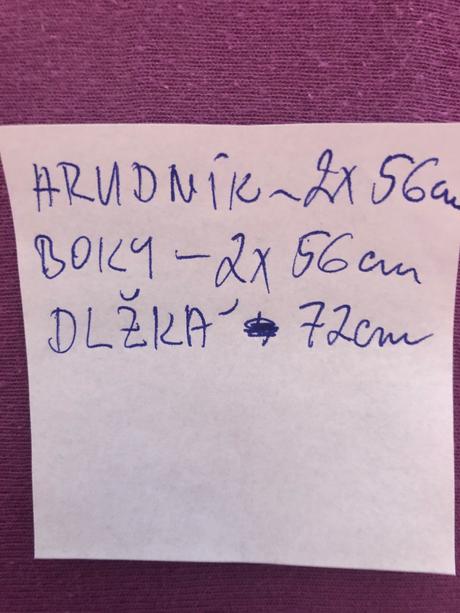 HRUDNÍK - 2X 56cm
BOKY - 2X 56cm
DLŽKA 72cm